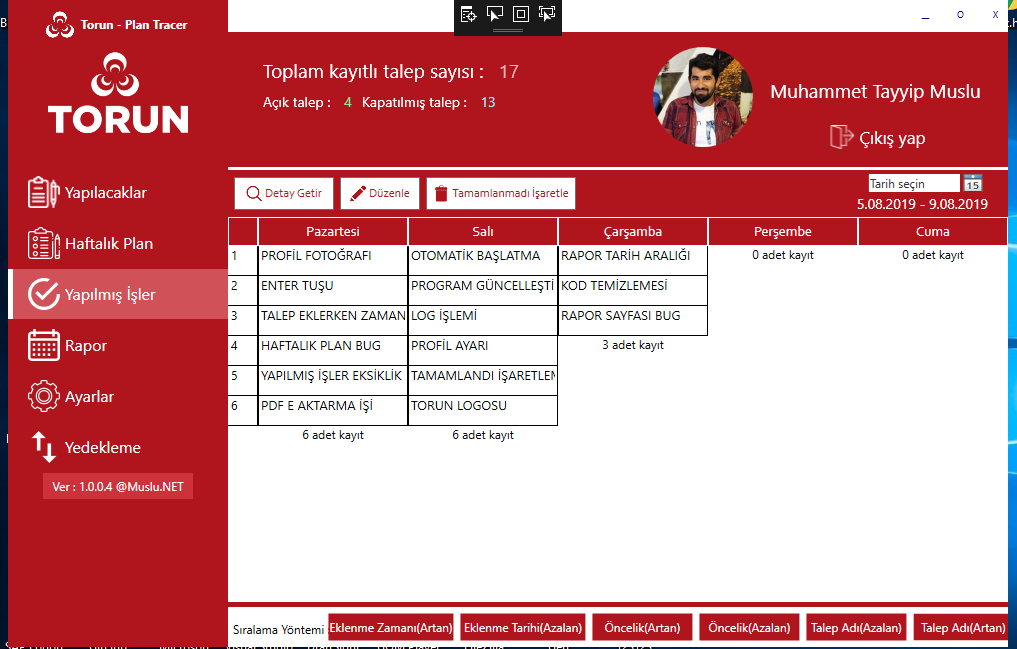 Torun - Plan Tracer
TORUN
Toplam kayıtlı talep sayısı : 17
Açık talep : 4 Kapatılmış talep : 13
Muhammet Tayyip Muslu
Çıkış yap
Yapılacaklar
Haftalık Plan
Yapılmış İşler
Rapor
Ayarlar
Yedekleme
Ver : 1.0.0.4 @Muslu.NET
Detay Getir Düzenle Tamamlanmadı İşaretle
Tarih seçin 15
5.08.2019 - 9.08.2019
Pazartesi Salı Çarşamba Perşembe Cuma
1 PROFİL FOTOĞRAFI OTOMATİK BAŞLATMA RAPOR TARİH ARALIĞI 0 adet kayıt 0 adet kayıt
2 ENTER TUŞU PROGRAM GÜNCELLEŞTİ KOD TEMİZLEMESİ
3 TALEP EKLERKEN ZAMAN LOG İŞLEMİ RAPOR SAYFASI BUG
4 HAFTALIK PLAN BUG PROFİL AYARI 3 adet kayıt
5 YAPILMIŞ İŞLER EKSİKLİK TAMAMLANDI İŞARETLEM
6 PDF E AKTARMA İŞİ TORUN LOGOSU
6 adet kayıt 6 adet kayıt
Sıralama Yöntemi Eklenme Zamanı(Artan) Eklenme Tarihi(Azalan) Öncelik(Artan) Öncelik(Azalan) Talep Adı(Azalan) Talep Adı(Artan)